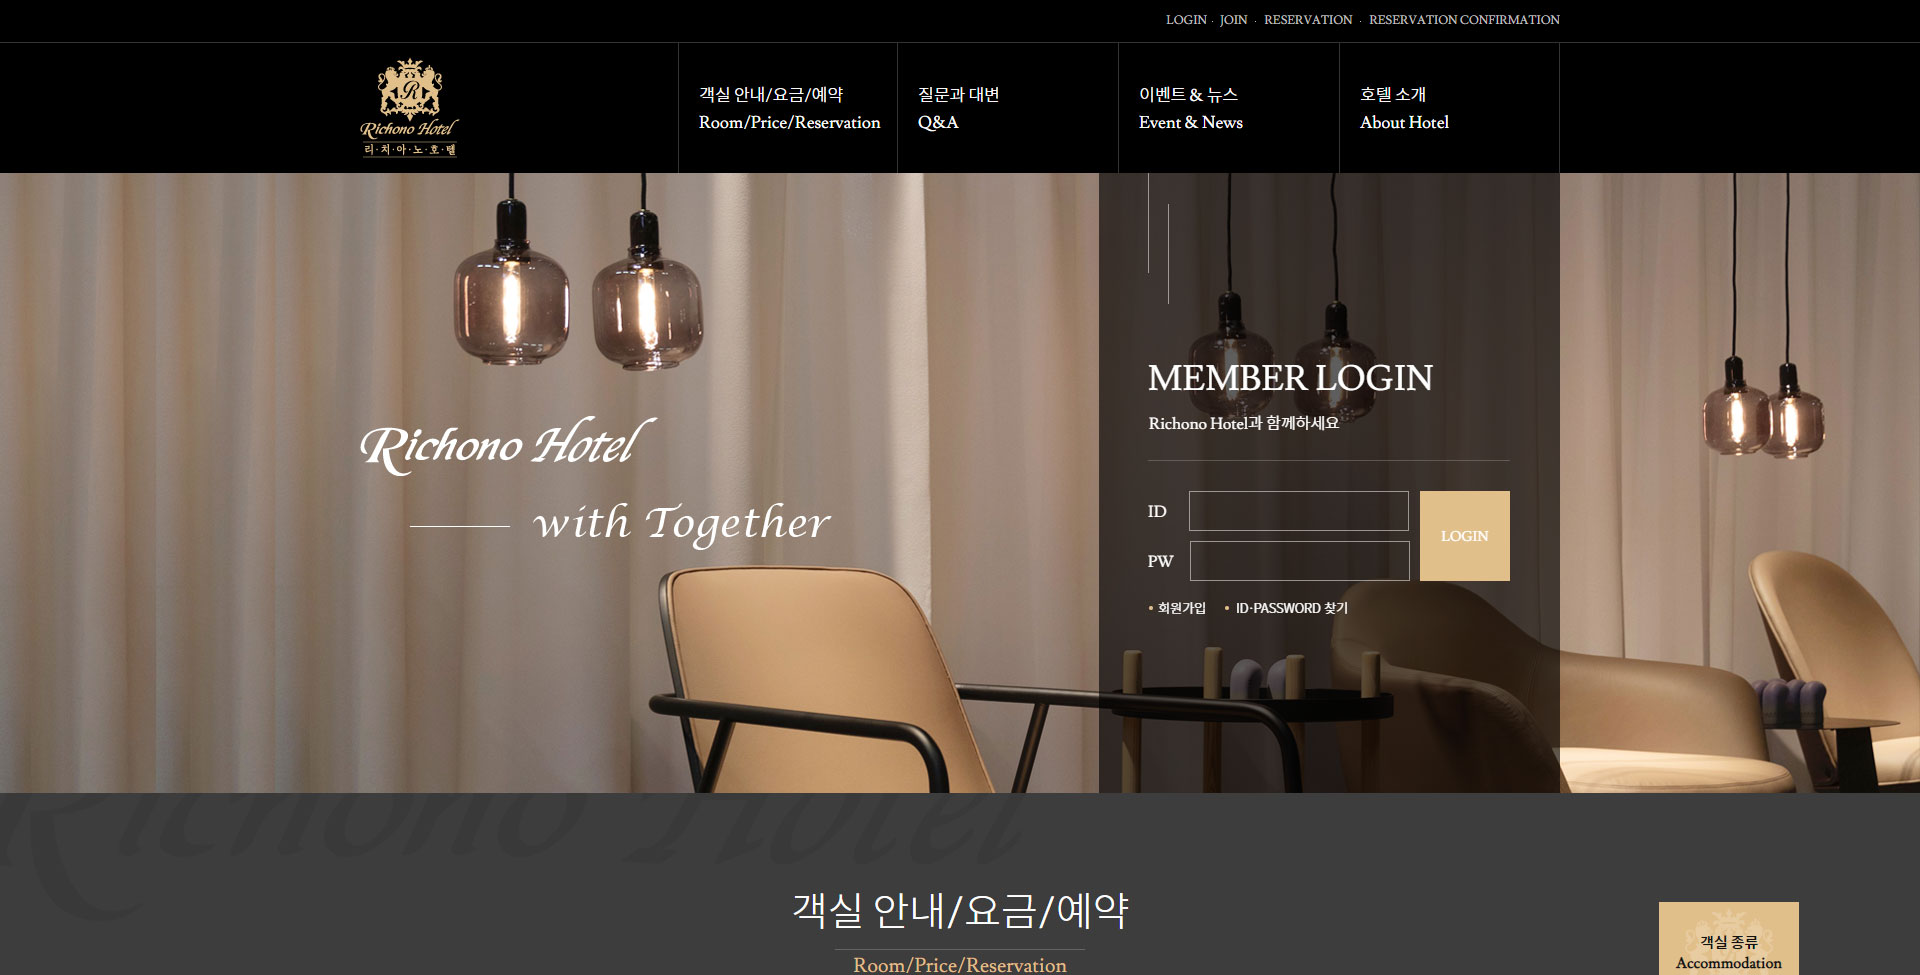 LOGIN · JOIN · RESERVATION · RESERVATION CONFIRMATION
R
Richono Hotel
리·치·아·노·호·텔
객실 안내/요금/예약
Room/Price/Reservation
질문과 대변
Q&A
이벤트 & 뉴스
Event & News
호텔 소개
About Hotel
Richono Hotel
with Together
MEMBER LOGIN
Richono Hotel과 함께하세요
ID
PW
LOGIN
• 회원가입 • ID·PASSWORD 찾기
Richono Hotel
객실 안내/요금/예약
Room/Price/Reservation
객실 종류
Accommodation